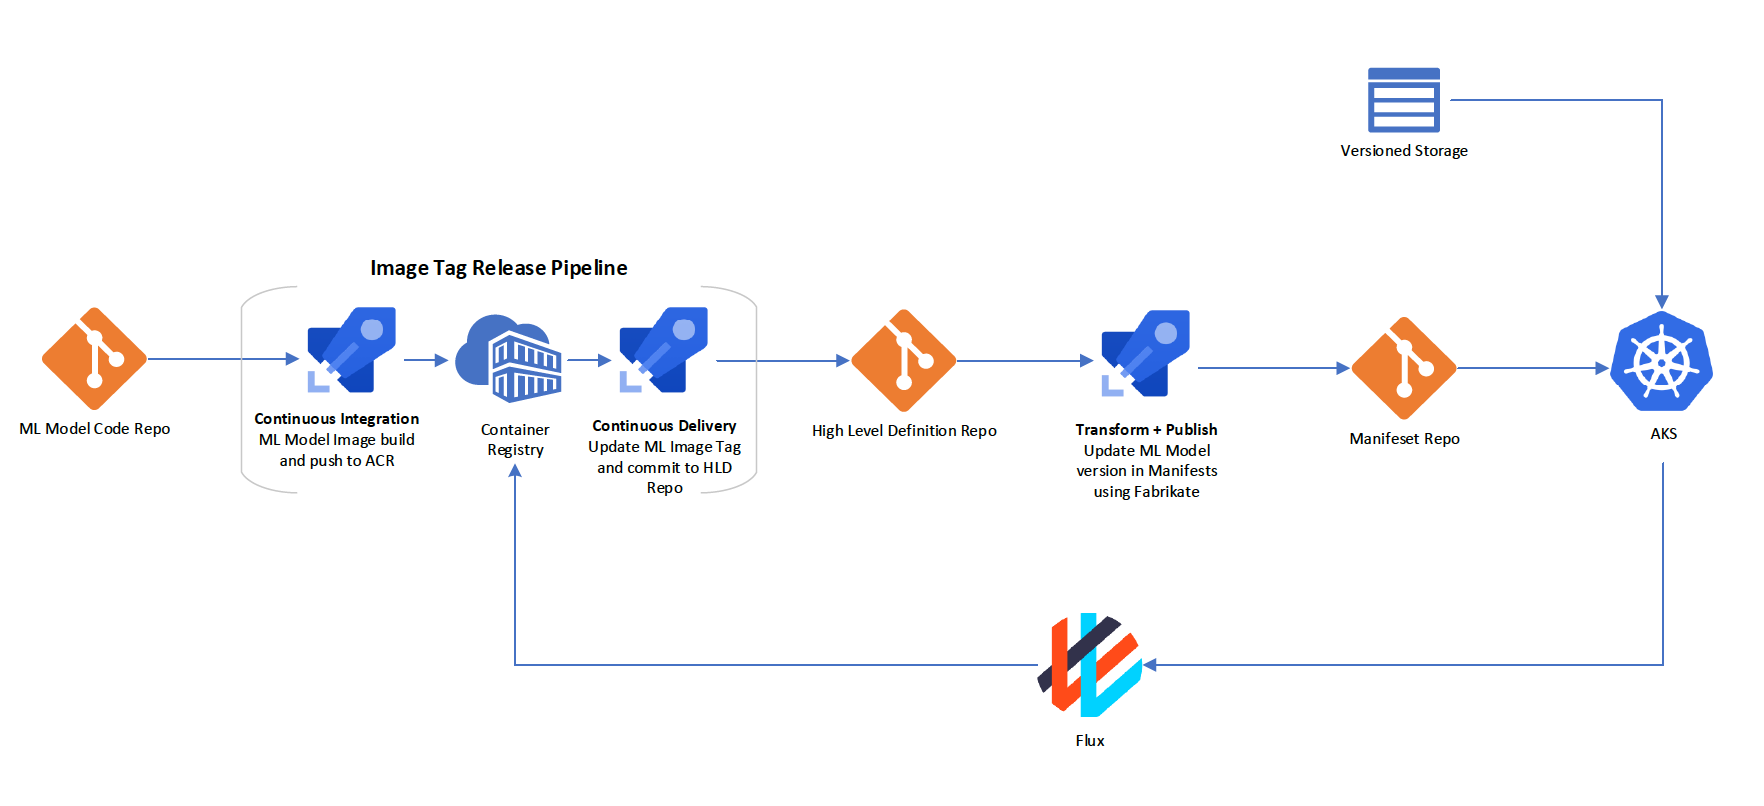 Versioned Storage
Image Tag Release Pipeline
ML Model Code Repo
Continuous Integration
ML Model Image build
and push to ACR
Container
Registry
Continuous Delivery
Update ML Image Tag
and commit to HLD
Repo
High Level Definition Repo
Transform + Publish
Update ML Model
version in Manifests
using Fabrikate
Manifeset Repo
AKS
Flux